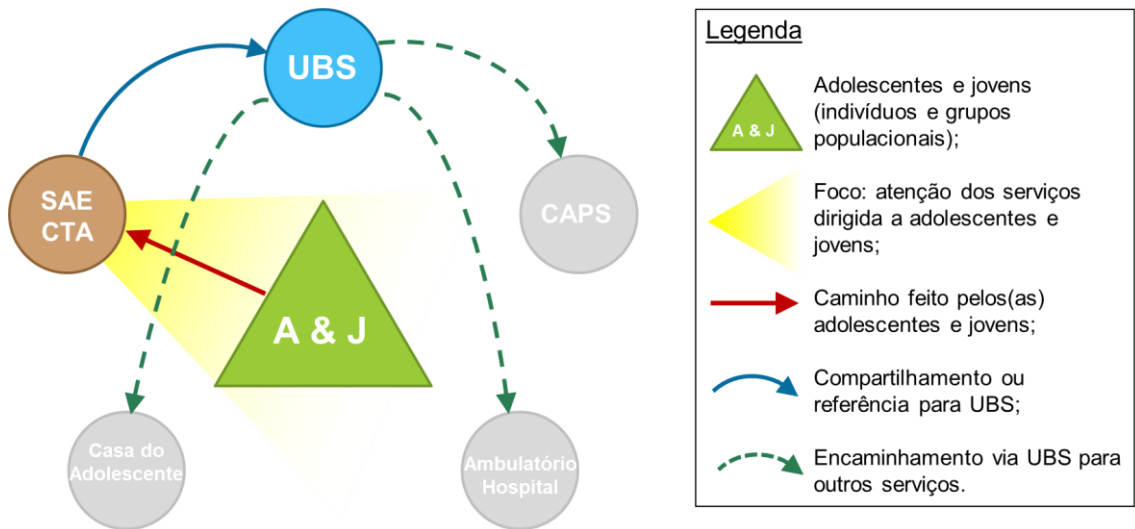 UBS
SAE
CTA
CAPS
A & J
Casa do
Adolescente
Ambulatório
Hospital
Legenda
A & J
Adolescentes e jovens
(indivíduos e grupos
populacionais);
Foco: atenção dos serviços
dirigida a adolescentes e
jovens;
Caminho feito pelos(as)
adolescentes e jovens;
Compartilhamento ou
referência para UBS;
Encaminhamento via UBS para
outros serviços.